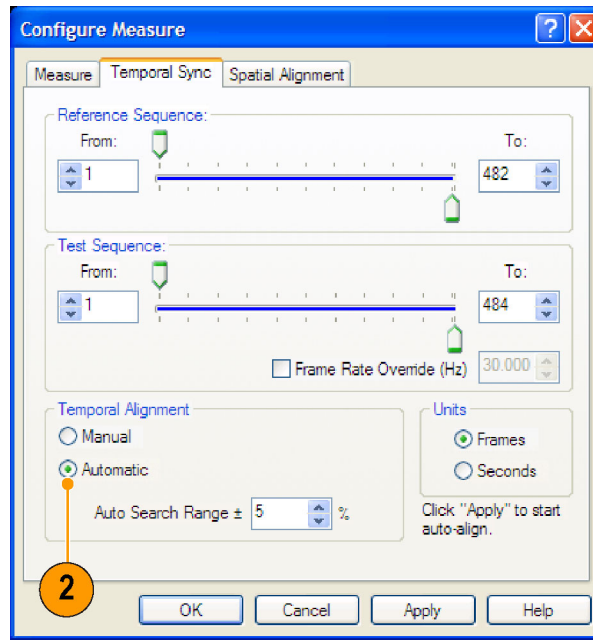 Configure Measure
Measure Temporal Sync Spatial Alignment
Reference Sequence:
From: To:
1 482
Test Sequence:
From: To:
1 484
Frame Rate Override (Hz) 30.000
Temporal Alignment Units
Manual Frames
Automatic Seconds
Auto Search Range ± 5 % Click "Apply" to start
auto-align.
2
OK Cancel Apply Help